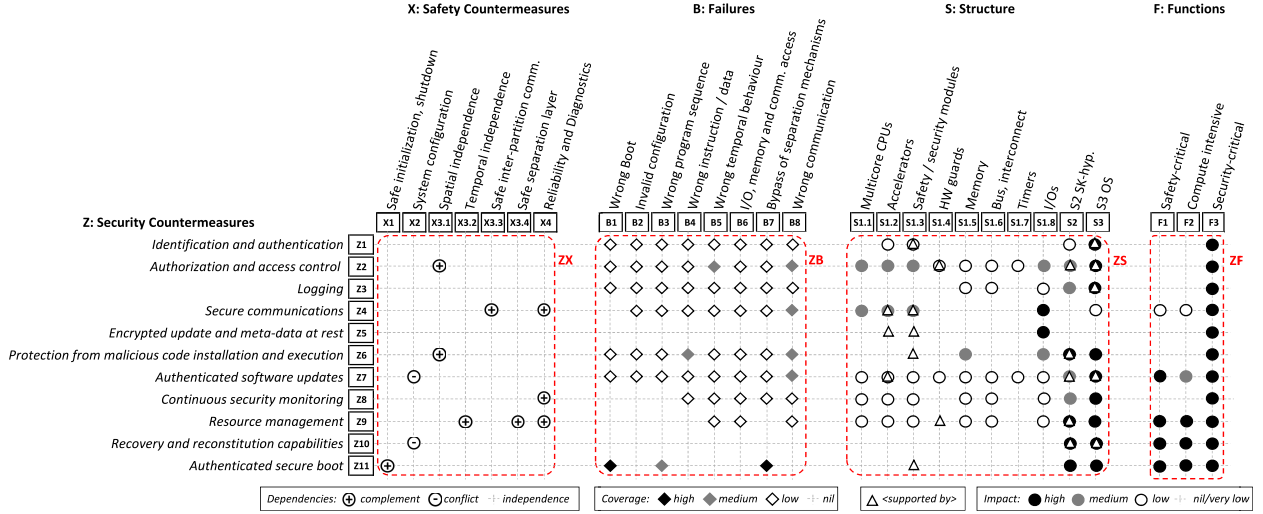 X: Safety Countermeasures
B: Failures
S: Structure
F: Functions
Safe initialization, shutdown
System configuration
Spatial independence
Temporal independence
Safe inter-partition comm.
Safe separation layer
Reliability and Diagnostics
Wrong Boot
Invalid configuration
Wrong program sequence
Wrong instruction / data
Wrong temporal behaviour
I/O, memory and comm. access
Bypass of separation mechanisms
Wrong communication
Multicore CPUs
Accelerators
Safety / security modules
HW guards
Memory
Bus, interconnect
Timers
I/Os
S2 SK-hyp.
S3 OS
Safety-critical
Compute intensive
Security-critical
Z: Security Countermeasures
X1 X2 X3.1 X3.2 X3.3 X3.4 X4 B1 B2 B3 B4 B5 B6 B7 B8 S1.1 S1.2 S1.3 S1.4 S1.5 S1.6 S1.7 S1.8 S2 S3 F1 F2 F3
Identification and authentication Z1
Authorization and access control Z2
ZX ZB ZS ZF
Logging Z3
Secure communications Z4
Encrypted update and meta-data at rest Z5
Protection from malicious code installation and execution Z6
Authenticated software updates Z7
Continuous security monitoring Z8
Resource management Z9
Recovery and reconstitution capabilities Z10
Authenticated secure boot Z11
Dependencies: complement conflict independence
Coverage: high medium low nil
<supported by>
Impact: high medium low nil/very low